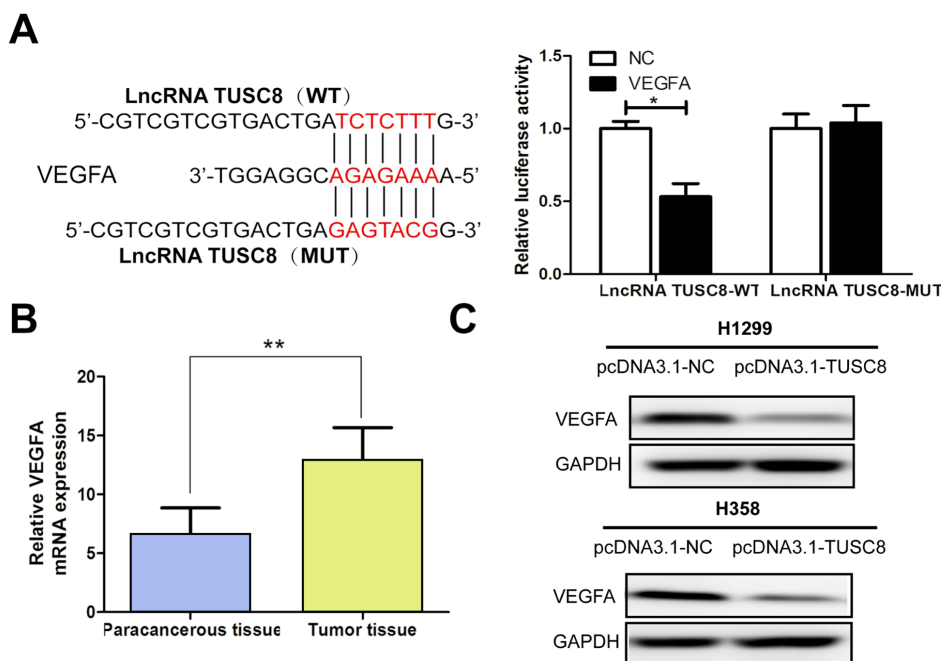 A
LncRNA TUSC8（WT）
5’-CGTCGTCGTGACTGATCTCTTTG-3’
VEGFA 3’-TGGAGGCAGAGAAAA-5’
5’-CGTCGTCGTGACTGAGAGTACGG-3’
LncRNA TUSC8（MUT）
Relative luciferase activity
1.5
1.0
0.5
0.0
NC
VEGFA
*
LncRNA TUSC8-WT LncRNA TUSC8-MUT
B
Relative VEGFA
mRNA expression
20
15
10
5
0
**
Paracancerous tissue Tumor tissue
C
H1299
pcDNA3.1-NC pcDNA3.1-TUSC8
VEGFA
GAPDH
H358
pcDNA3.1-NC pcDNA3.1-TUSC8
VEGFA
GAPDH